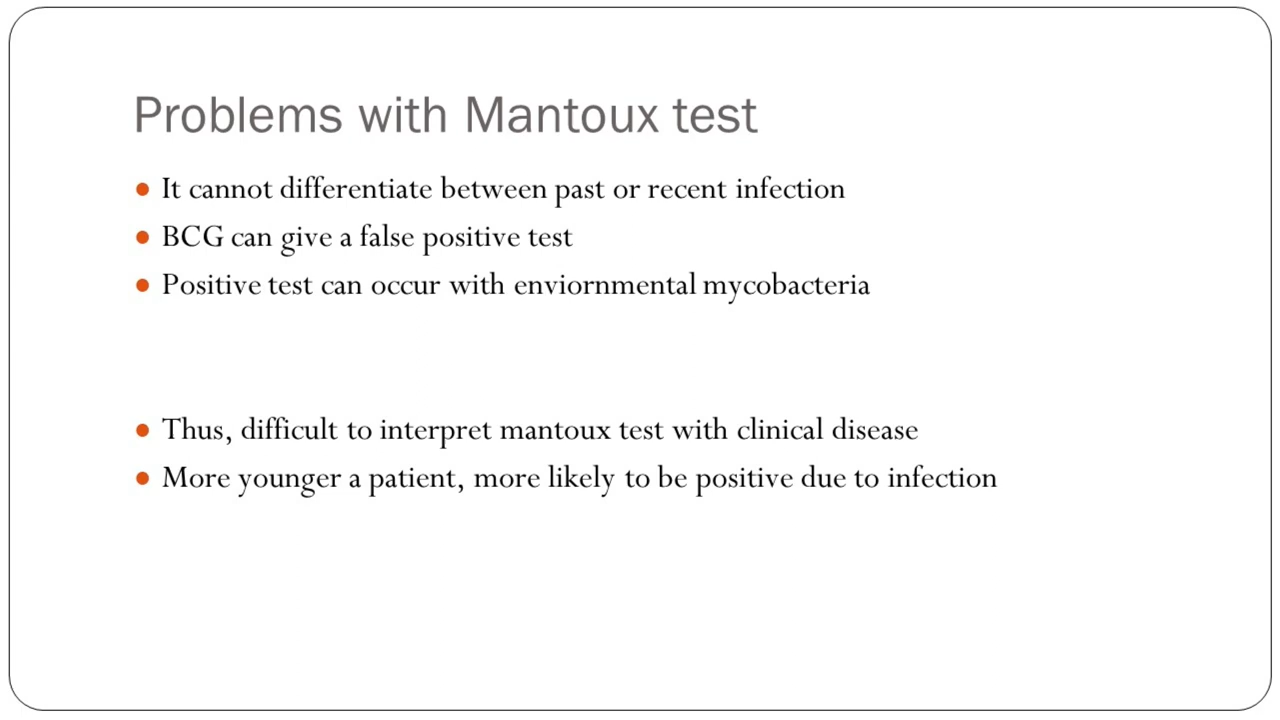 Problems with Mantoux test
• It cannot differentiate between past or recent infection
• BCG can give a false positive test
• Positive test can occur with enviornmental mycobacteria
• Thus, difficult to interpret mantoux test with clinical disease
• More younger a patient, more likely to be positive due to infection